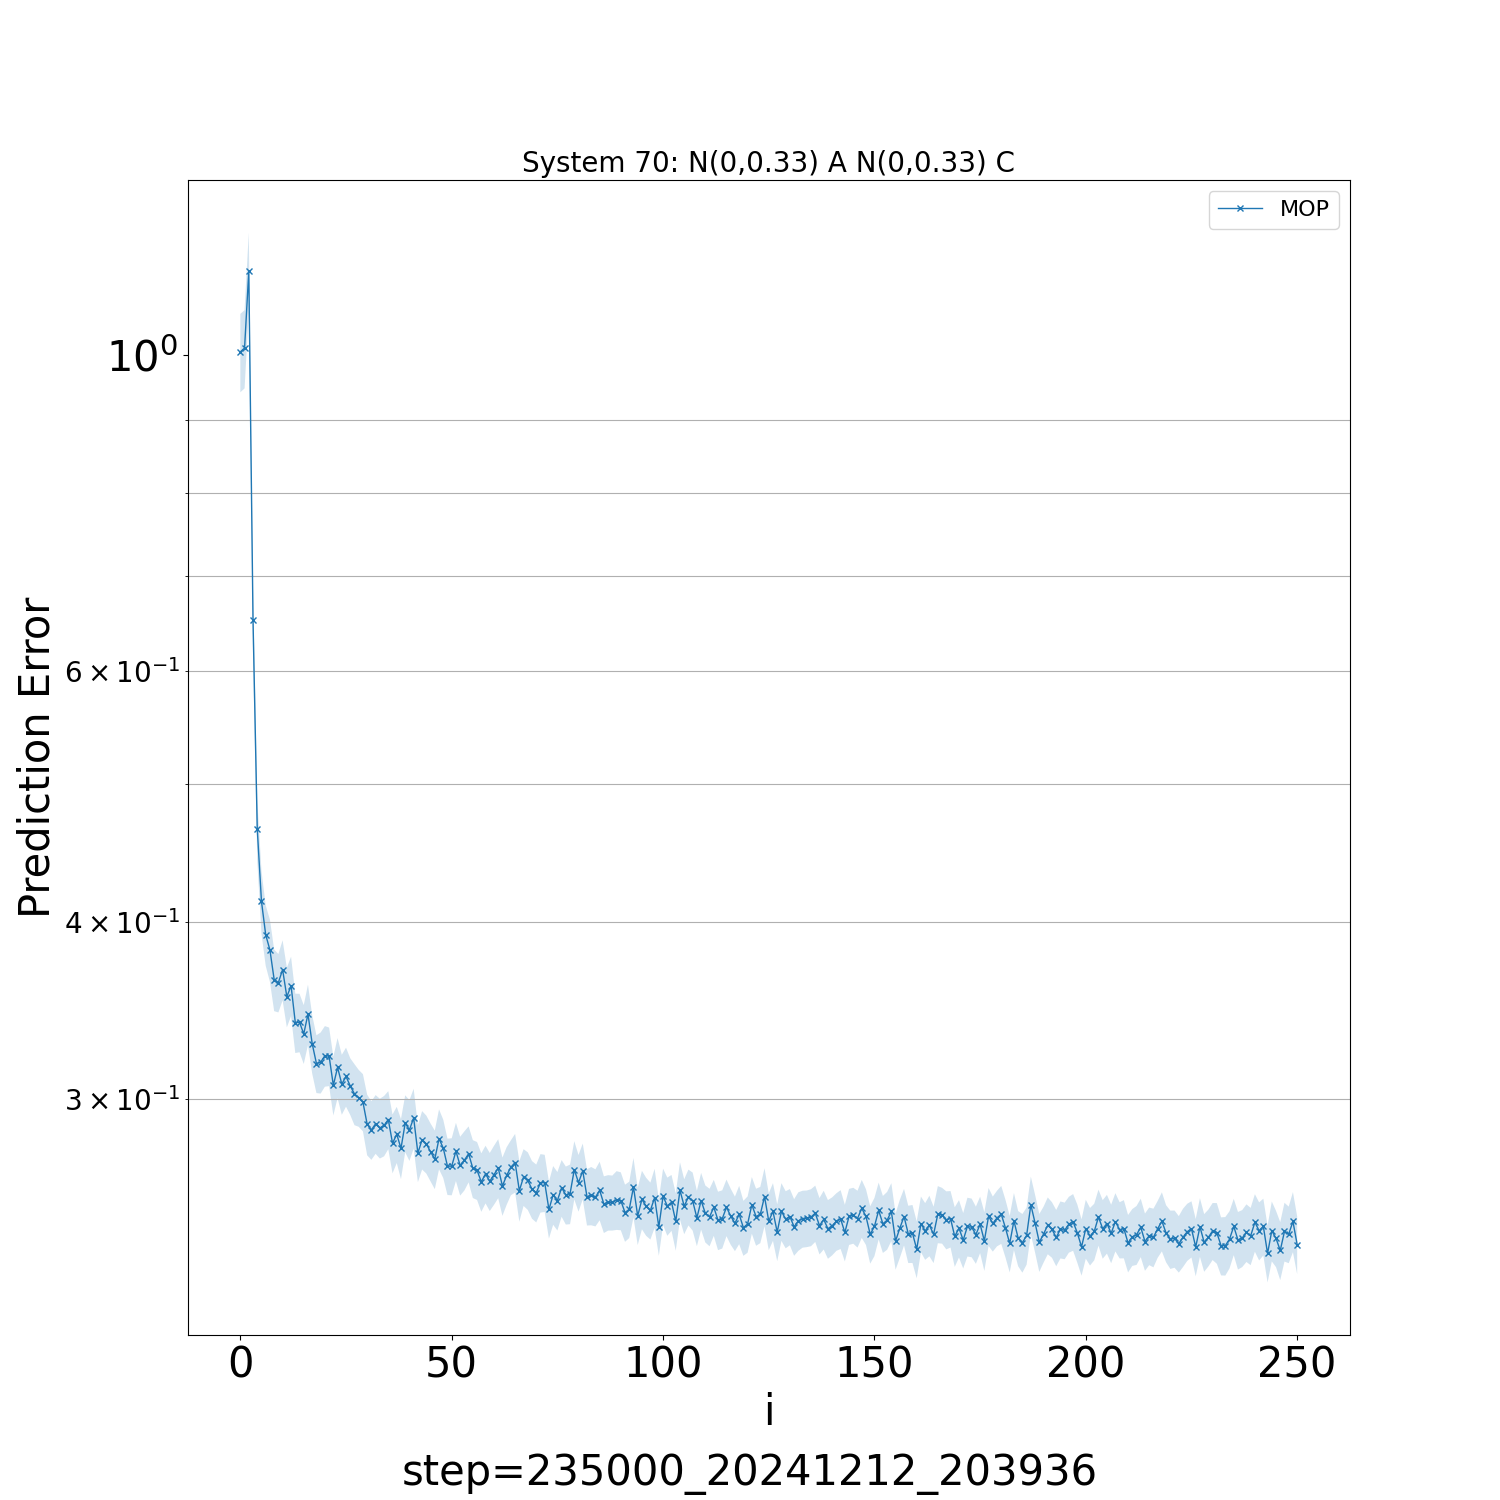 System 70: N(0,0.33) A N(0,0.33) C
MOP
10⁰
6 × 10⁻¹
4 × 10⁻¹
3 × 10⁻¹
Prediction Error
0 50 100 150 200 250
i
step=235000_20241212_203936